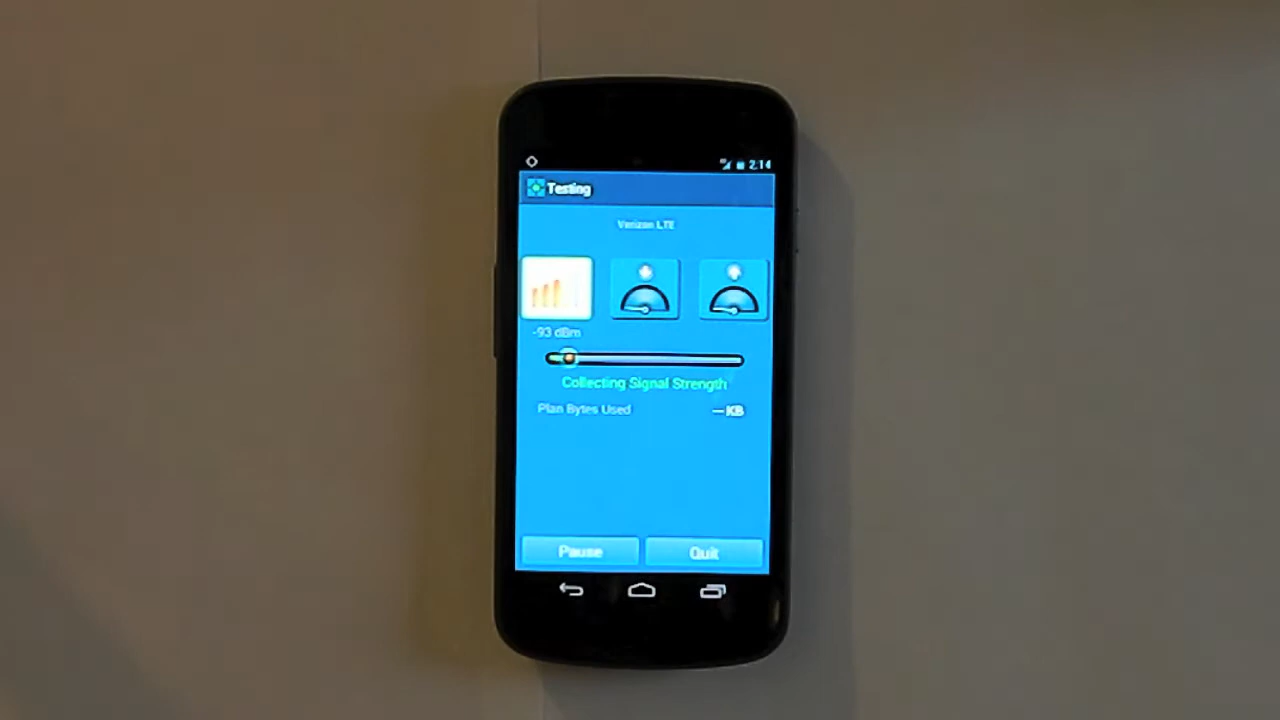 2:14
Testing
Verizon LTE
-93 dBm
Collecting Signal Strength
Plan Bytes Used --- KB
Pause Quit